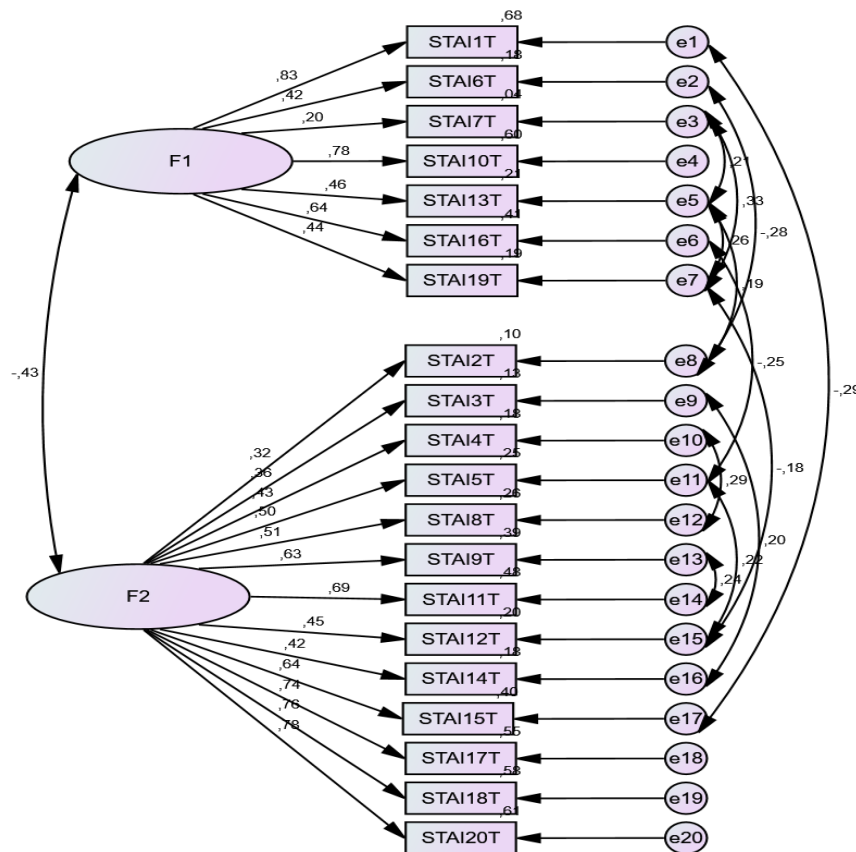 ,68
STAI1T
e1
,18
,83
STAI6T
e2
,42
,04
STAI7T
e3
,20
,60
F1
,78
STAI10T
e4
,21
,21
,46
STAI13T
e5
,33
,41
,64
STAI16T
e6
,26
-,28
,44
,19
STAI19T
e7
,19
,10
STAI2T
e8
-,25
-,43
,13
STAI3T
e9
-,29
,18
STAI4T
e10
,32
,25
,36
-,18
STAI5T
e11
,29
,43
,26
,50
STAI8T
e12
,51
,39
,20
,63
STAI9T
e13
,22
,48
,24
F2
,69
STAI11T
e14
,20
,45
STAI12T
e15
,42
,18
,64
STAI14T
e16
,74
,40
,76
STAI15T
e17
,78
,55
STAI17T
e18
,58
STAI18T
e19
,61
STAI20T
e20